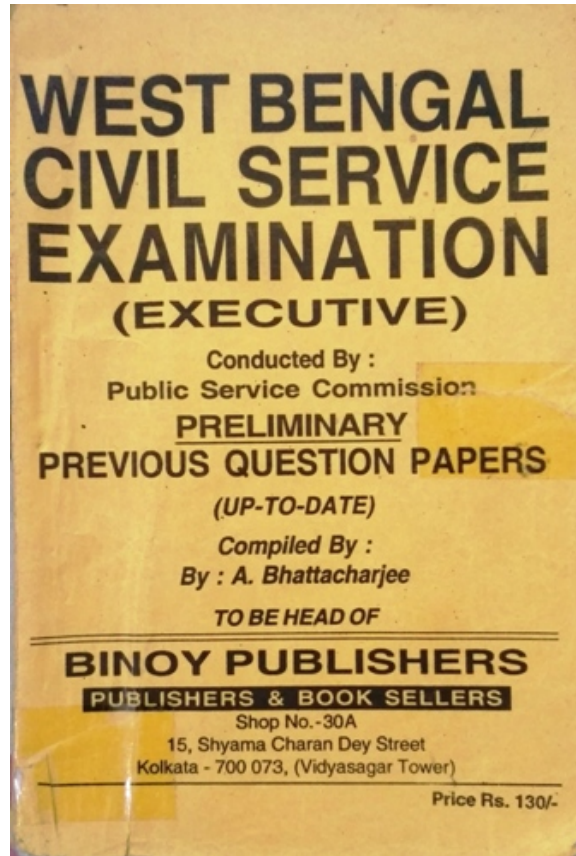 WEST BENGAL
CIVIL SERVICE
EXAMINATION
(EXECUTIVE)
Conducted By :
Public Service Commission
PRELIMINARY
PREVIOUS QUESTION PAPERS
(UP-TO-DATE)
Compiled By :
By : A. Bhattacharjee
TO BE HEAD OF
BINOY PUBLISHERS
PUBLISHERS & BOOK SELLERS
Shop No.-30A
15, Shyama Charan Dey Street
Kolkata - 700 073, (Vidyasagar Tower)
Price Rs. 130/-